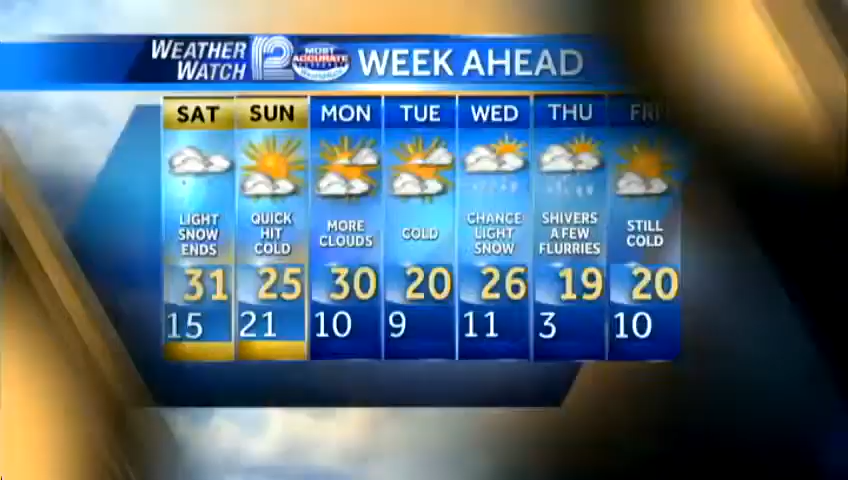 WEATHER
WATCH
12
MOST
ACCURATE
WEEK AHEAD
SAT SUN MON TUE WED THU FRI
LIGHT
SNOW
ENDS
QUICK
HIT
COLD
MORE
CLOUDS
COLD
CHANCE
LIGHT
SNOW
SHIVERS
A FEW
FLURRIES
STILL
COLD
31 25 30 20 26 19 20
15 21 10 9 11 3 10